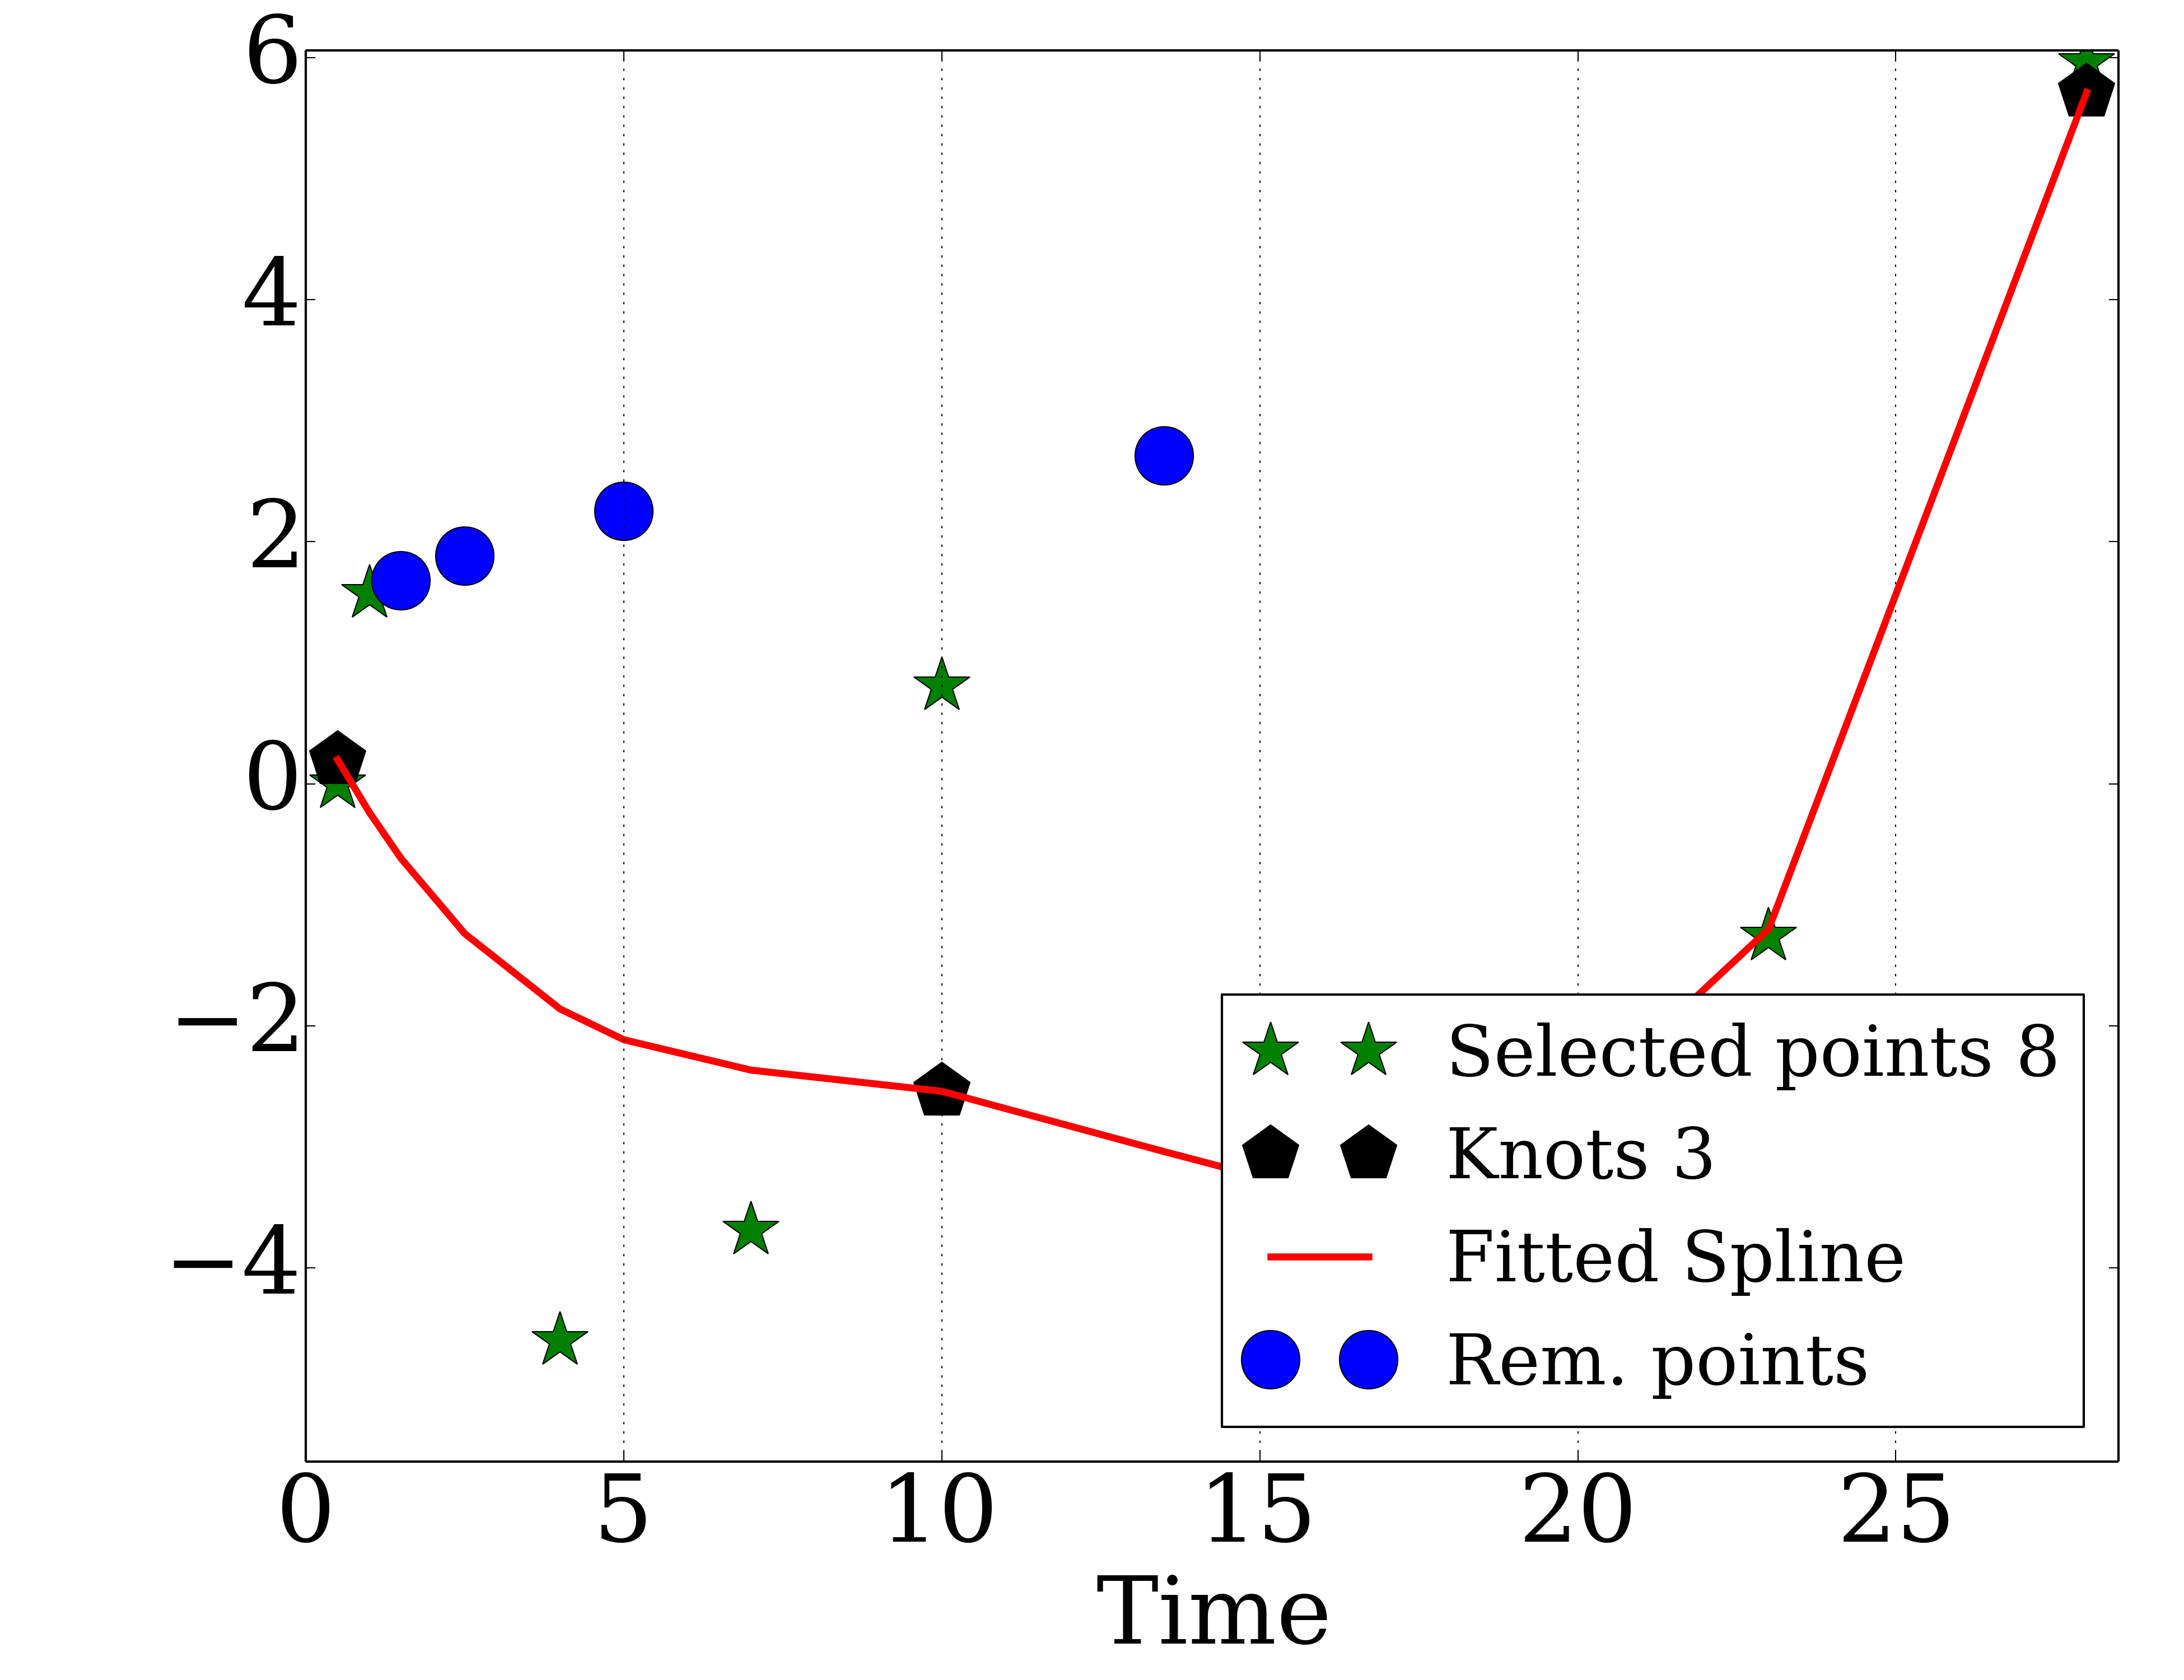 6
4
2
0
−2
−4
Selected points 8
Knots 3
Fitted Spline
Rem. points
0 5 10 15 20 25
Time